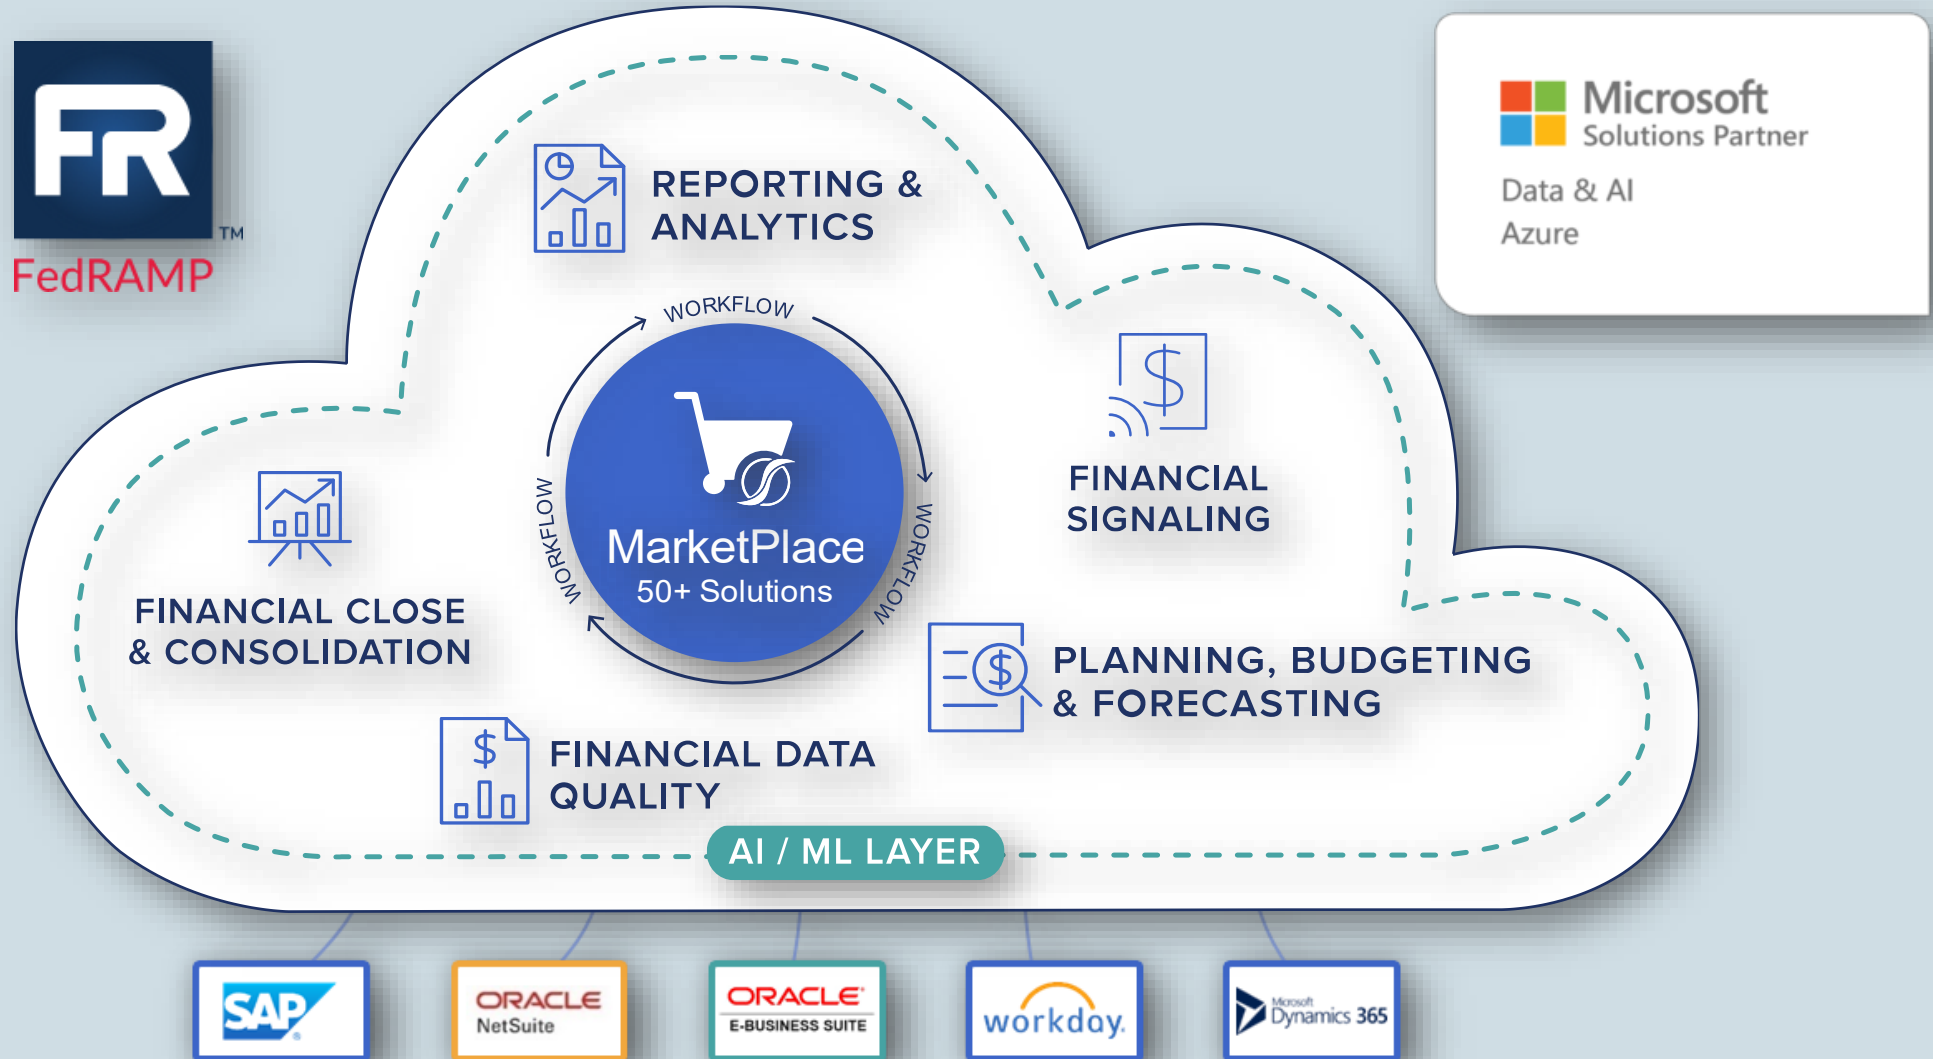 FR
TM
FedRAMP
Microsoft
Solutions Partner
Data & AI
Azure
REPORTING &
ANALYTICS
WORKFLOW
WORKFLOW
WORKFLOW
MarketPlace
50+ Solutions
FINANCIAL
SIGNALING
FINANCIAL CLOSE
& CONSOLIDATION
PLANNING, BUDGETING
& FORECASTING
FINANCIAL DATA
QUALITY
AI / ML LAYER
SAP®
ORACLE
NetSuite
ORACLE®
E-BUSINESS SUITE
workday.
Microsoft
Dynamics 365